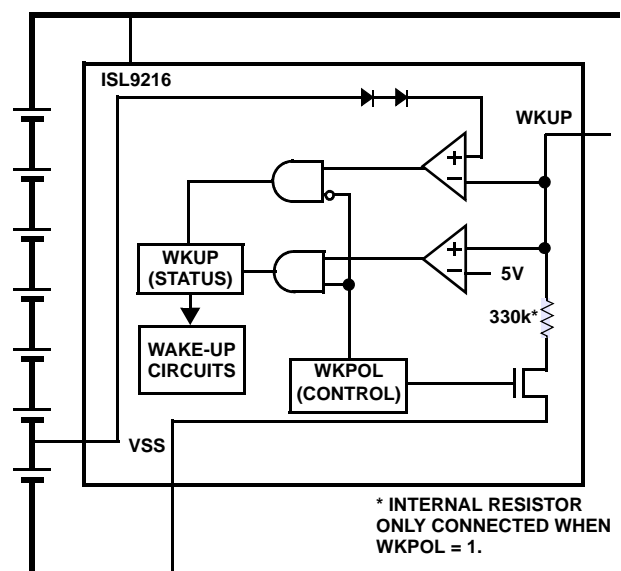 ISL9216
WKUP
+
−
WKUP
(STATUS)
+
−
5V
330k*
WAKE-UP
CIRCUITS
WKPOL
(CONTROL)
VSS
* INTERNAL RESISTOR
ONLY CONNECTED WHEN
WKPOL = 1.